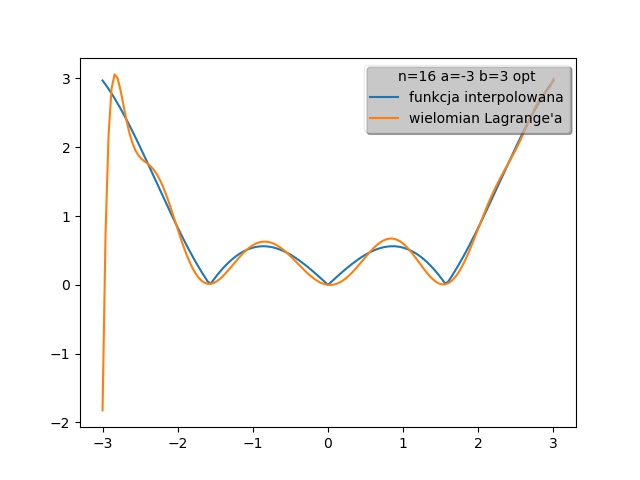 n=16 a=-3 b=3 opt
funkcja interpolowana
wielomian Lagrange'a
3
2
1
0
−1
−2
−3 −2 −1 0 1 2 3